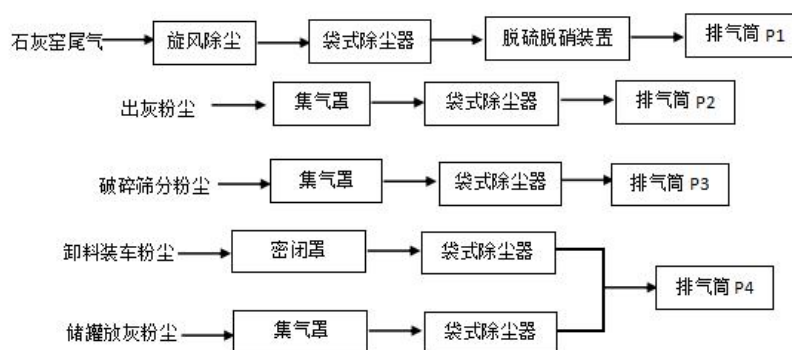 石灰窑尾气 旋风除尘 袋式除尘器 脱硫脱硝装置 排气筒 P1
出灰粉尘 集气罩 袋式除尘器 排气筒 P2
破碎筛分粉尘 集气罩 袋式除尘器 排气筒 P3
卸料装车粉尘 密闭罩 袋式除尘器
排气筒 P4
储罐放灰粉尘 集气罩 袋式除尘器